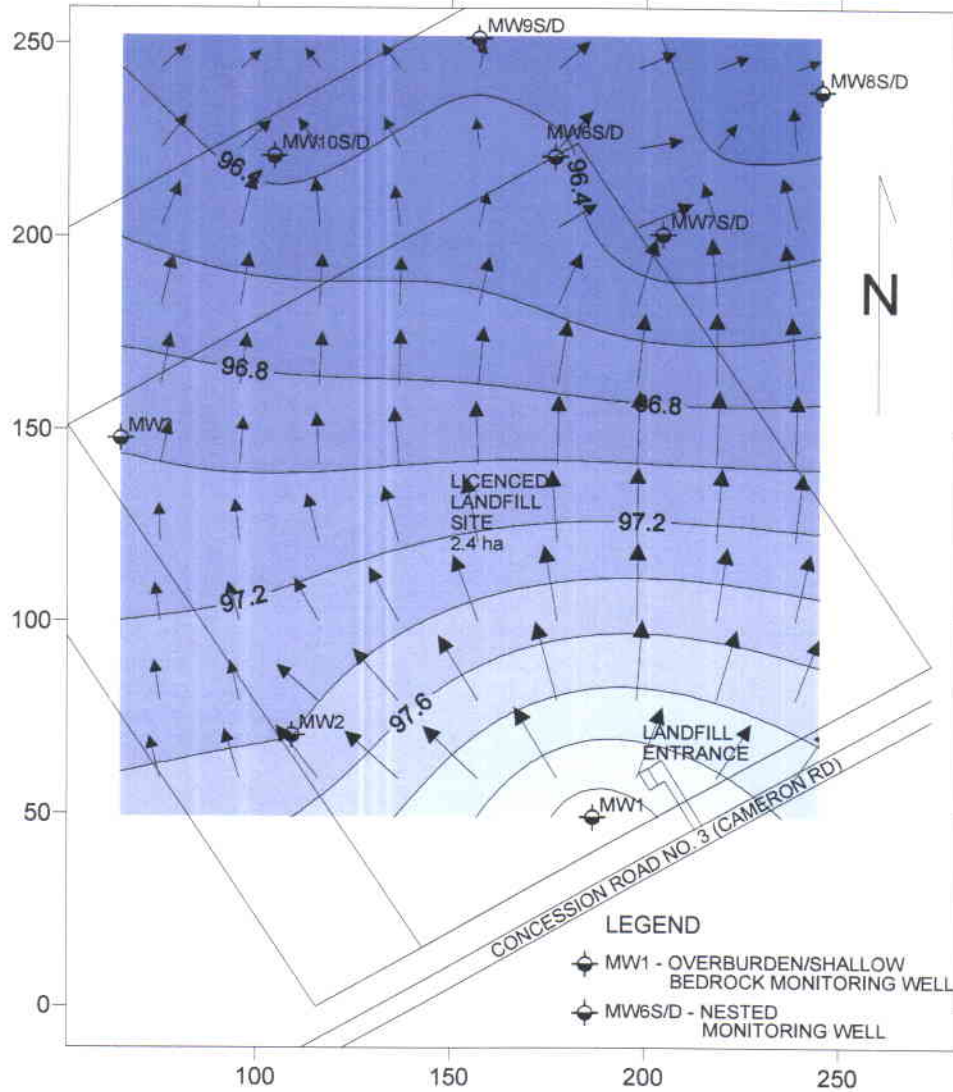 250
200
150
100
50
0
100
150
200
250
MW9S/D
MW8S/D
MW10S/D
MW6S/D
96.4
96.4
MW7S/D
N
96.8
96.8
LICENCED
LANDFILL
SITE
2.4 ha
97.2
97.2
97.6
MW2
LANDFILL
ENTRANCE
MW1
CONCESSION ROAD NO. 3 (CAMERON RD)
LEGEND
MW1 - OVERBURDEN/SHALLOW
BEDROCK MONITORING WELL
MW6S/D - NESTED
MONITORING WELL